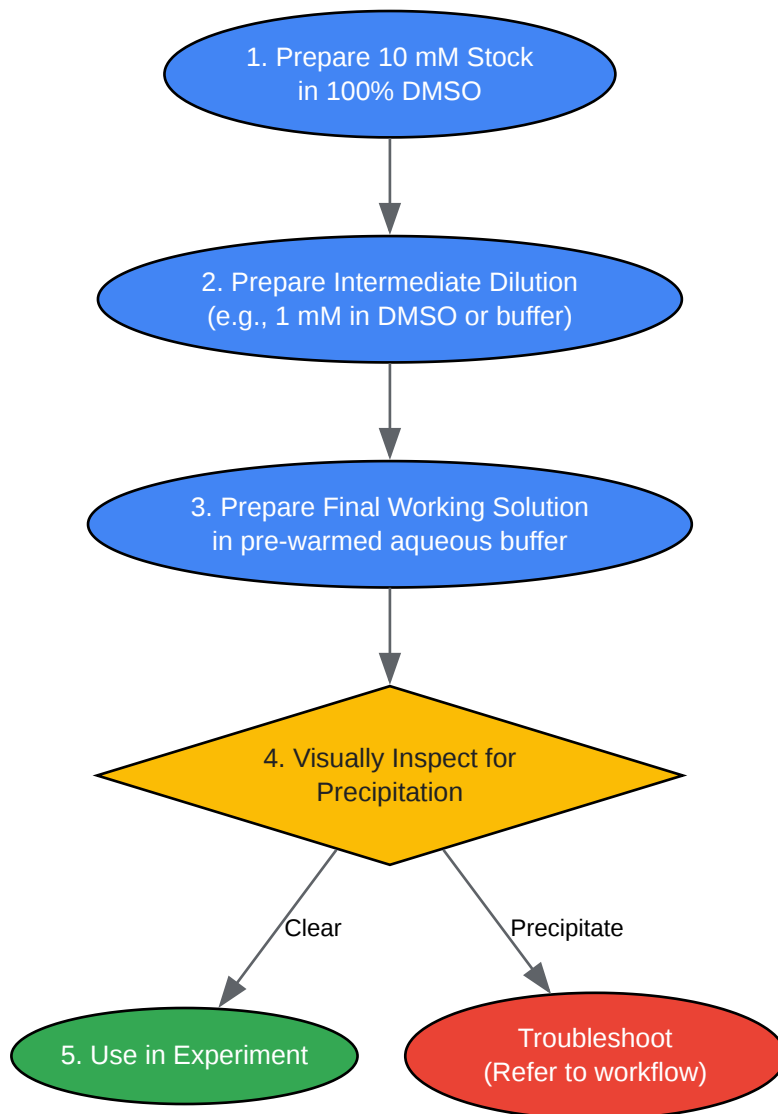 1. Prepare 10 mM Stock
in 100% DMSO
2. Prepare Intermediate Dilution
(e.g., 1 mM in DMSO or buffer)
3. Prepare Final Working Solution
in pre-warmed aqueous buffer
4. Visually Inspect for
Precipitation
Clear
Precipitate
5. Use in Experiment
Troubleshoot
(Refer to workflow)